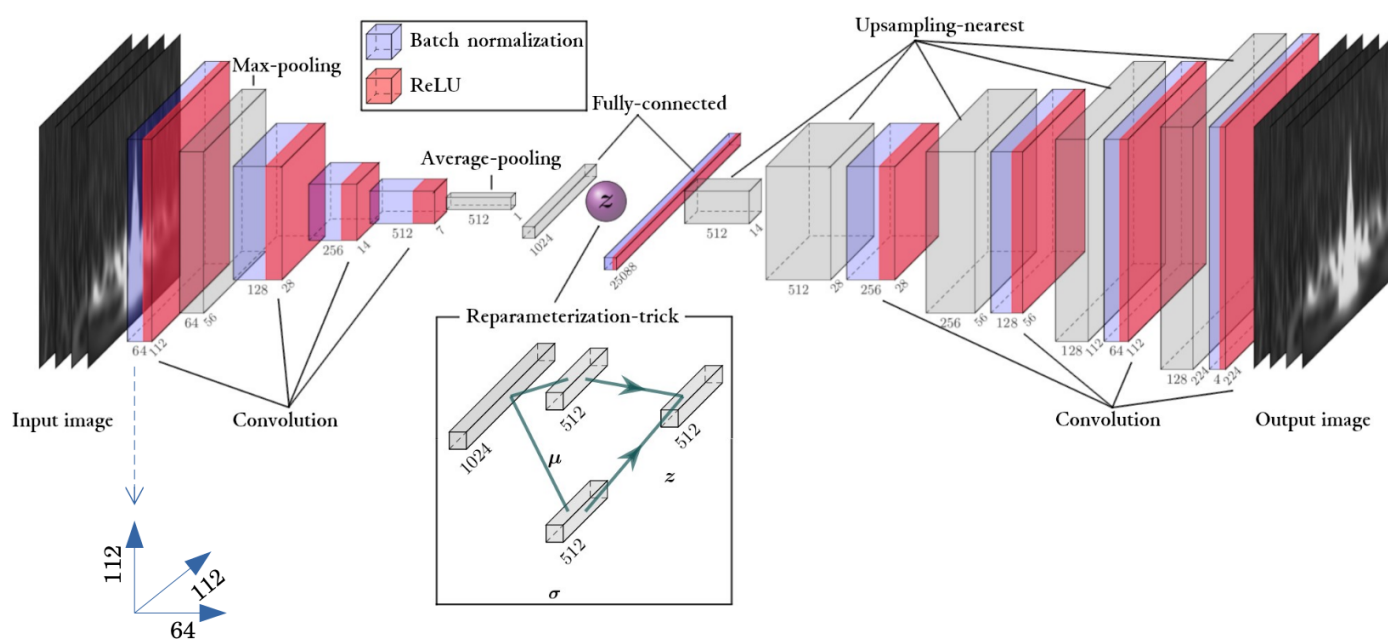 Batch normalization
ReLU
Max-pooling
Average-pooling
Fully-connected
Upsampling-nearest
z
64 112
64 56
128 28
256 14
512 7
512 1
1024
25088
512 14
512 28
256 28
256 56
128 56
128 112
64 112
128 224
4 224
Input image
Convolution
Convolution
Output image
Reparameterization-trick
1024
512
512
512
μ
z
σ
112
112
64